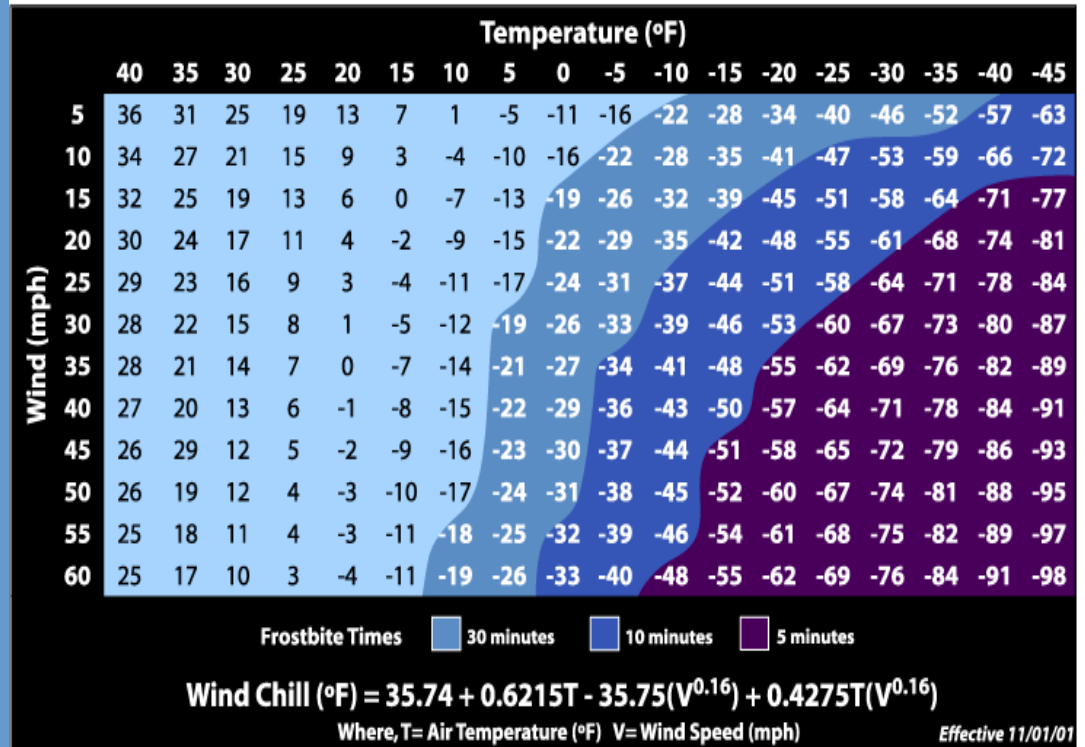 Temperature (ºF)
40 35 30 25 20 15 10 5 0 -5 -10 -15 -20 -25 -30 -35 -40 -45
Wind (mph)
5 36 31 25 19 13 7 1 -5 -11 -16 -22 -28 -34 -40 -46 -52 -57 -63
10 34 27 21 15 9 3 -4 -10 -16 -22 -28 -35 -41 -47 -53 -59 -66 -72
15 32 25 19 13 6 0 -7 -13 -19 -26 -32 -39 -45 -51 -58 -64 -71 -77
20 30 24 17 11 4 -2 -9 -15 -22 -29 -35 -42 -48 -55 -61 -68 -74 -81
25 29 23 16 9 3 -4 -11 -17 -24 -31 -37 -44 -51 -58 -64 -71 -78 -84
30 28 22 15 8 1 -5 -12 -19 -26 -33 -39 -46 -53 -60 -67 -73 -80 -87
35 28 21 14 7 0 -7 -14 -21 -27 -34 -41 -48 -55 -62 -69 -76 -82 -89
40 27 20 13 6 -1 -8 -15 -22 -29 -36 -43 -50 -57 -64 -71 -78 -84 -91
45 26 29 12 5 -2 -9 -16 -23 -30 -37 -44 -51 -58 -65 -72 -79 -86 -93
50 26 19 12 4 -3 -10 -17 -24 -31 -38 -45 -52 -60 -67 -74 -81 -88 -95
55 25 18 11 4 -3 -11 -18 -25 -32 -39 -46 -54 -61 -68 -75 -82 -89 -97
60 25 17 10 3 -4 -11 -19 -26 -33 -40 -48 -55 -62 -69 -76 -84 -91 -98
Frostbite Times 30 minutes 10 minutes 5 minutes
Wind Chill (ºF) = 35.74 + 0.6215T - 35.75(V^0.16) + 0.4275T(V^0.16)
Where, T= Air Temperature (ºF) V= Wind Speed (mph) Effective 11/01/01